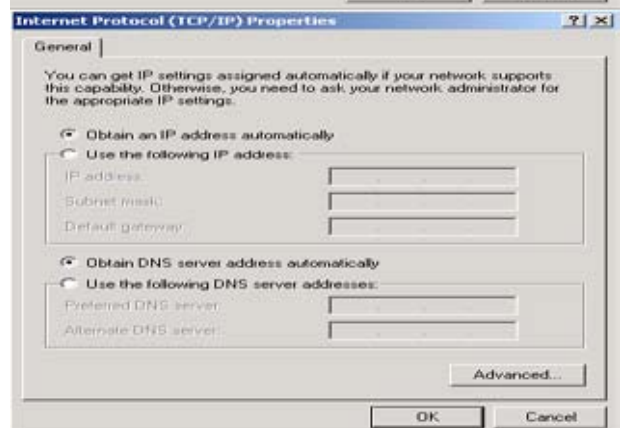 Internet Protocol (TCP/IP) Properties
General
You can get IP settings assigned automatically if your network supports
this capability. Otherwise, you need to ask your network administrator for
the appropriate IP settings.
Obtain an IP address automatically
Use the following IP address:
IP address:
Subnet mask:
Default gateway:
Obtain DNS server address automatically
Use the following DNS server addresses:
Preferred DNS server:
Alternate DNS server:
Advanced...
OK
Cancel